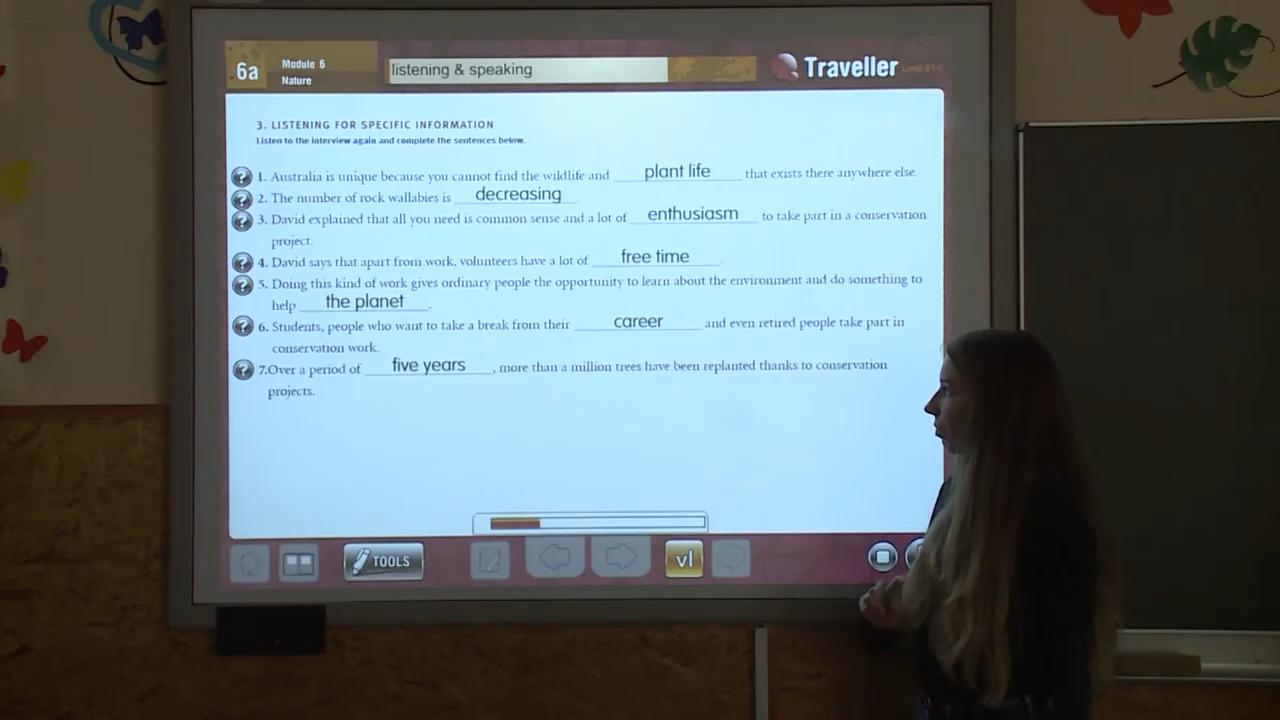 6a
Module 6
Nature
listening & speaking
Traveller
3. LISTENING FOR SPECIFIC INFORMATION
Listen to the interview again and complete the sentences below.
1. Australia is unique because you cannot find the wildlife and plant life that exists there anywhere else.
2. The number of rock wallabies is decreasing.
3. David explained that all you need is common sense and a lot of enthusiasm to take part in a conservation
project.
4. David says that apart from work, volunteers have a lot of free time.
5. Doing this kind of work gives ordinary people the opportunity to learn about the environment and do something to
help the planet.
6. Students, people who want to take a break from their career and even retired people take part in
conservation work.
7.Over a period of five years, more than a million trees have been replanted thanks to conservation
projects.
TOOLS
vl